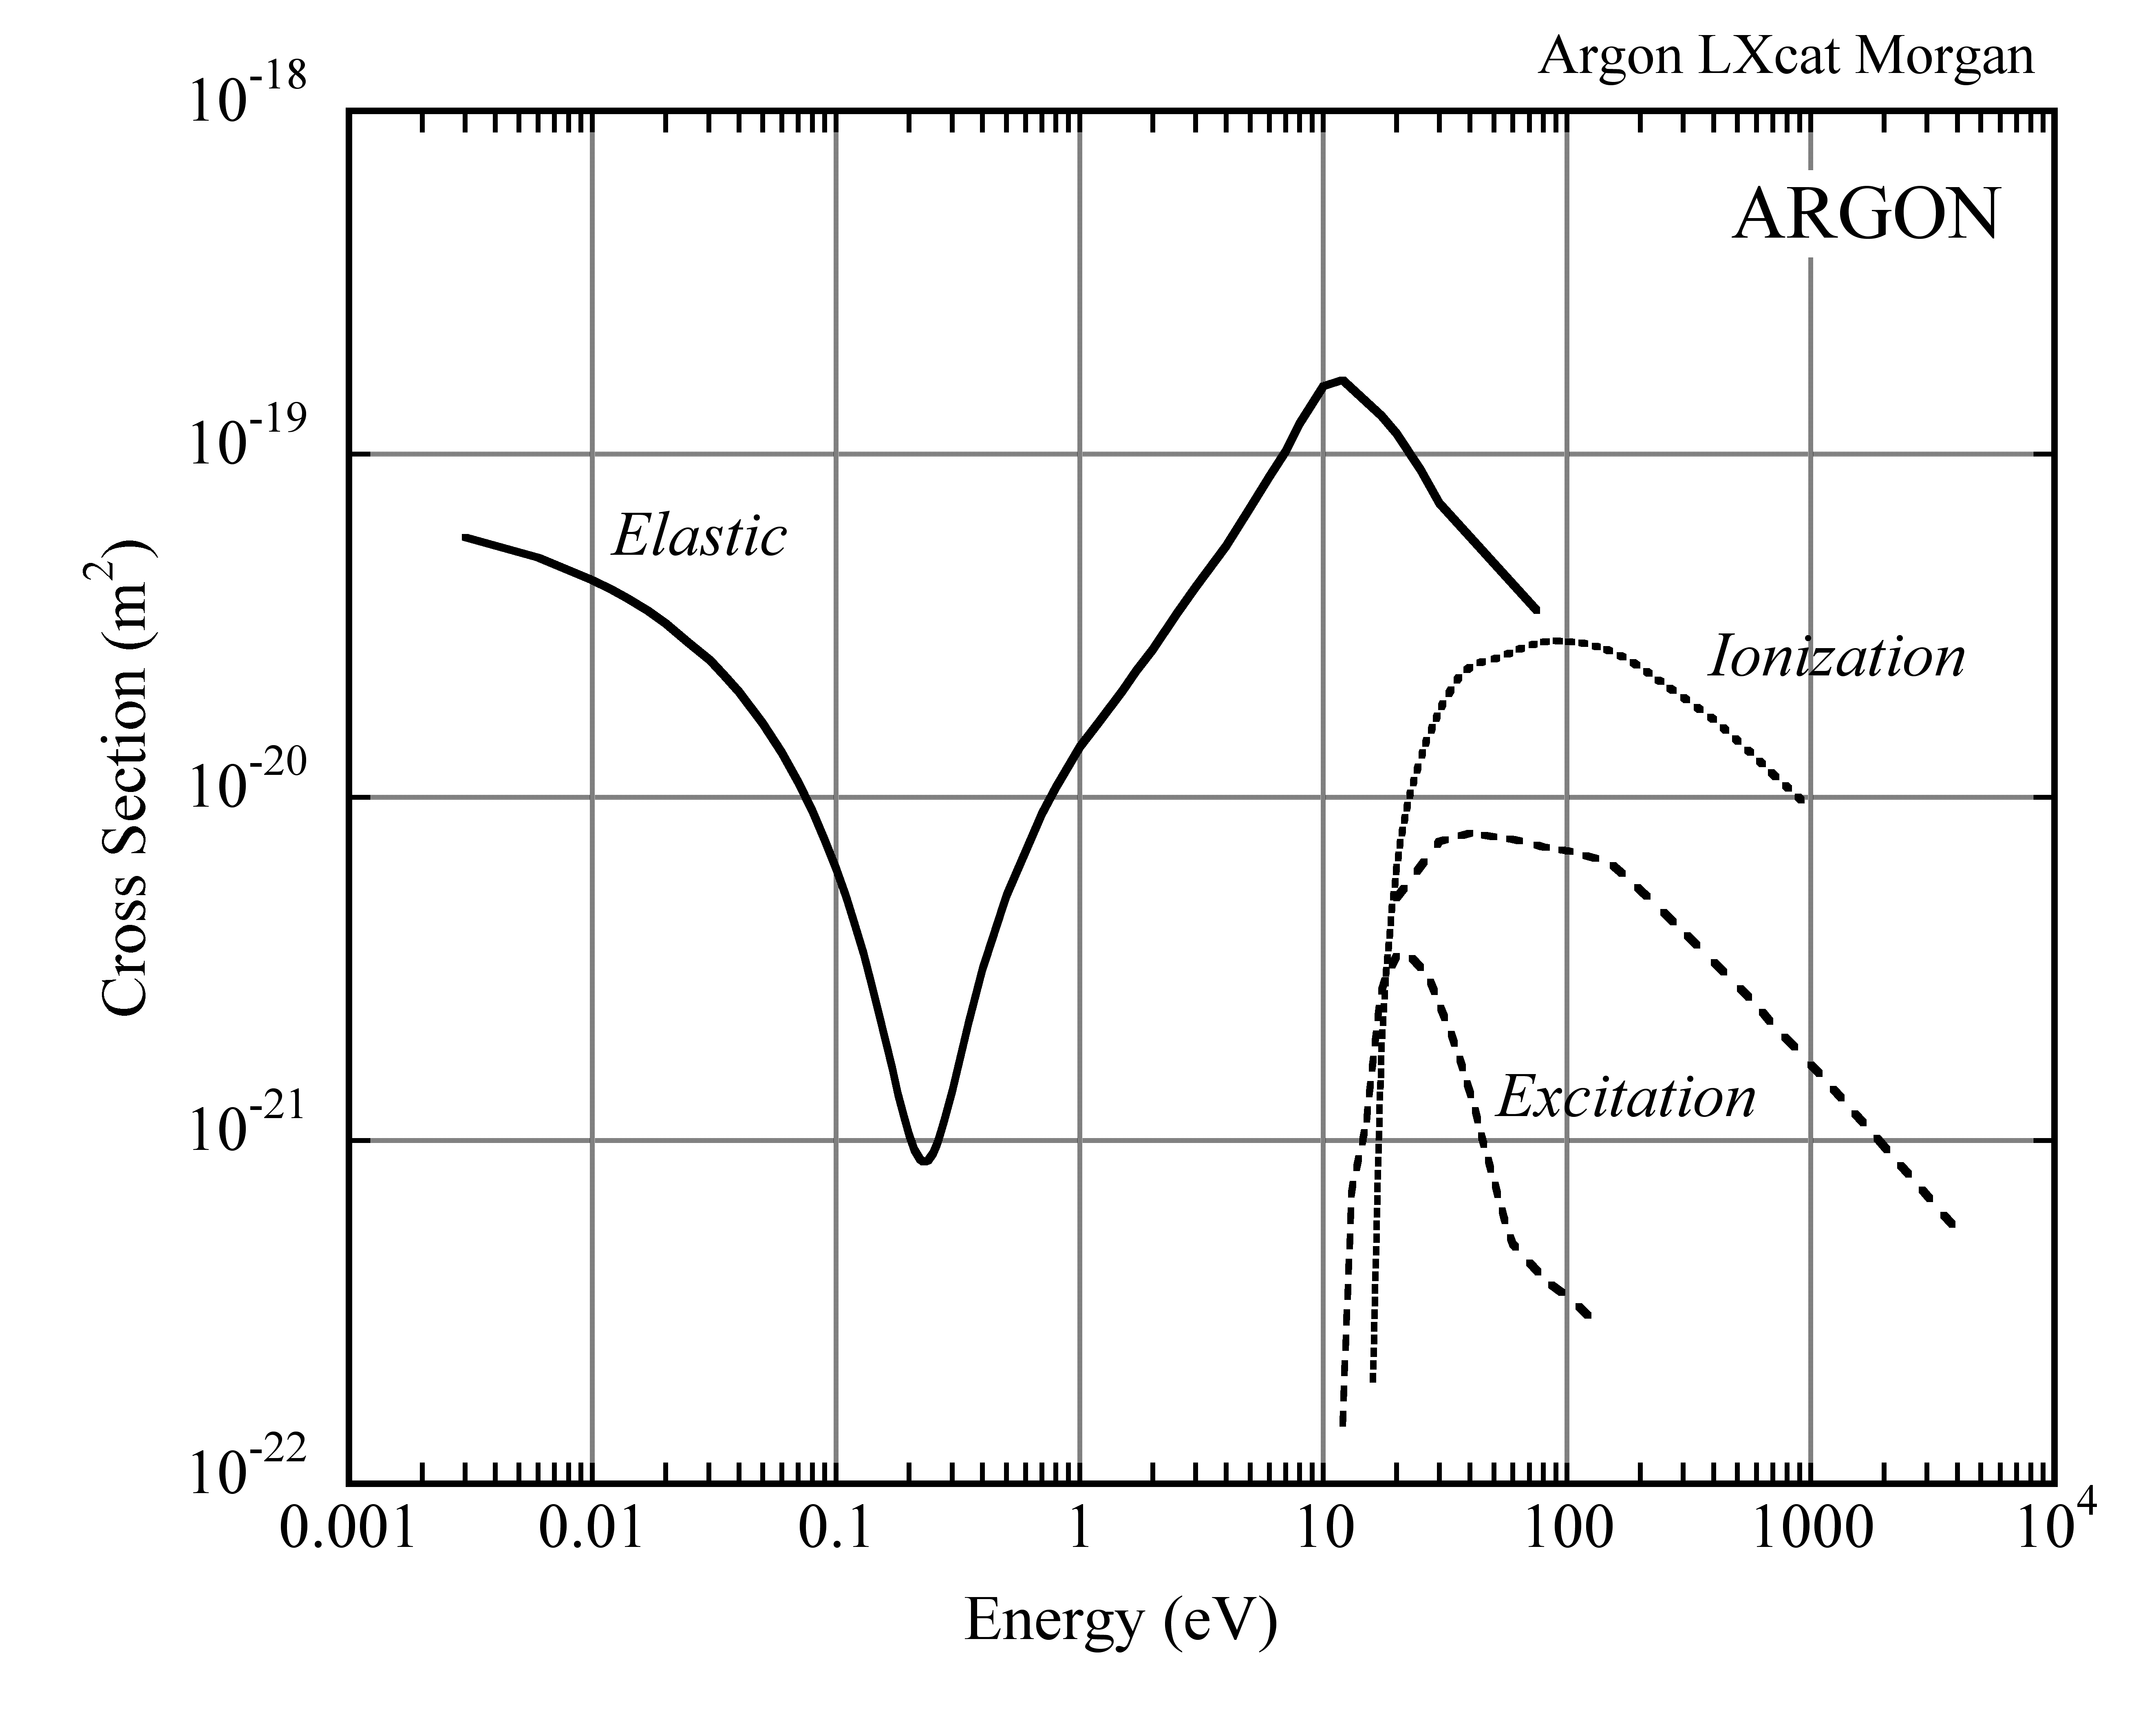 Argon LXcat Morgan
ARGON
10⁻¹⁸
10⁻¹⁹
10⁻²⁰
10⁻²¹
10⁻²²
Cross Section (m²)
Elastic
Ionization
Excitation
0.001 0.01 0.1 1 10 100 1000 10⁴
Energy (eV)